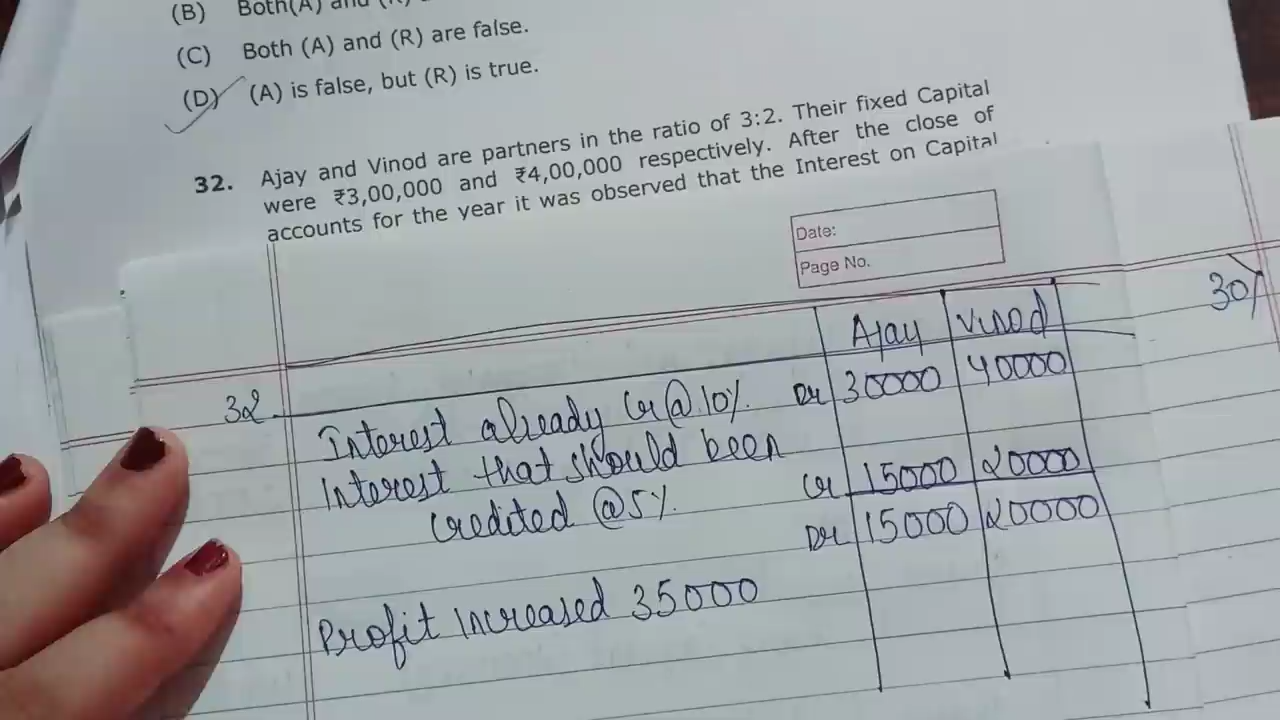 (B) Both(A) and
(C) Both (A) and (R) are false.
(D) (A) is false, but (R) is true.
32. Ajay and Vinod are partners in the ratio of 3:2. Their fixed Capital
were ₹3,00,000 and ₹4,00,000 respectively. After the close of
accounts for the year it was observed that the Interest on Capital
Date:
Page No.
30%
Ajay Vinod
32 Interest already Cr @ 10%. Dr 30000 40000
Interest that should been
credited @5%. Cr 15000 20000
Dr 15000 20000
Profit Increased 35000